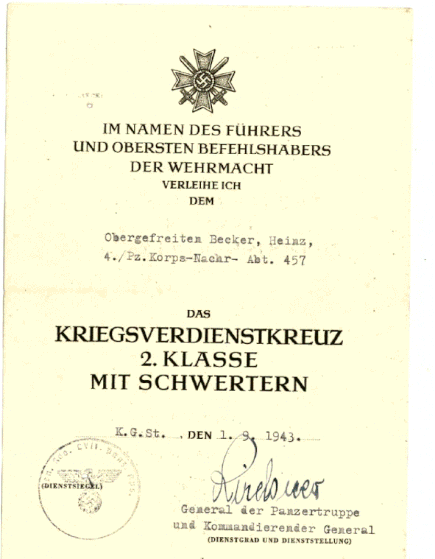 IM NAMEN DES FÜHRERS
UND OBERSTEN BEFEHLSHABERS
DER WEHRMACHT
VERLEIHE ICH
DEM
Obergefreiten Becker, Heinz,
4./Pz.Korps-Nachr- Abt. 457
DAS
KRIEGSVERDIENSTKREUZ
2. KLASSE
MIT SCHWERTERN
K.G.St. , DEN 1. 9. 1943.
(DIENSTSIEGEL)
General der Panzertruppe
und Kommandierender General
(DIENSTGRAD UND DIENSTSTELLUNG)